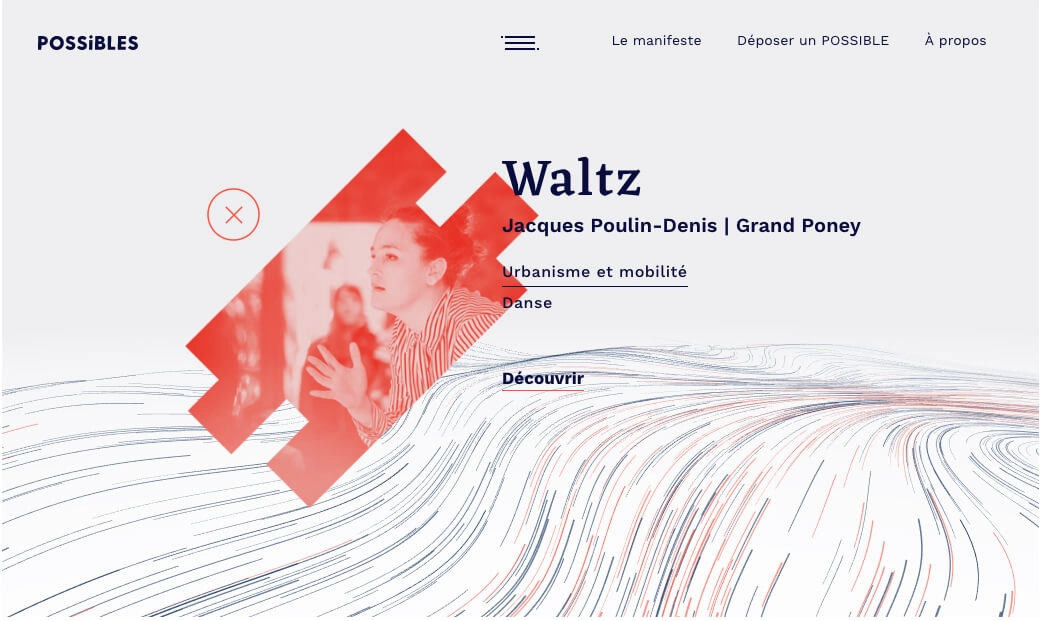 POSSiBLES
Le manifeste
Déposer un POSSIBLE
À propos
Waltz
Jacques Poulin-Denis | Grand Poney
Urbanisme et mobilité
Danse
Découvrir